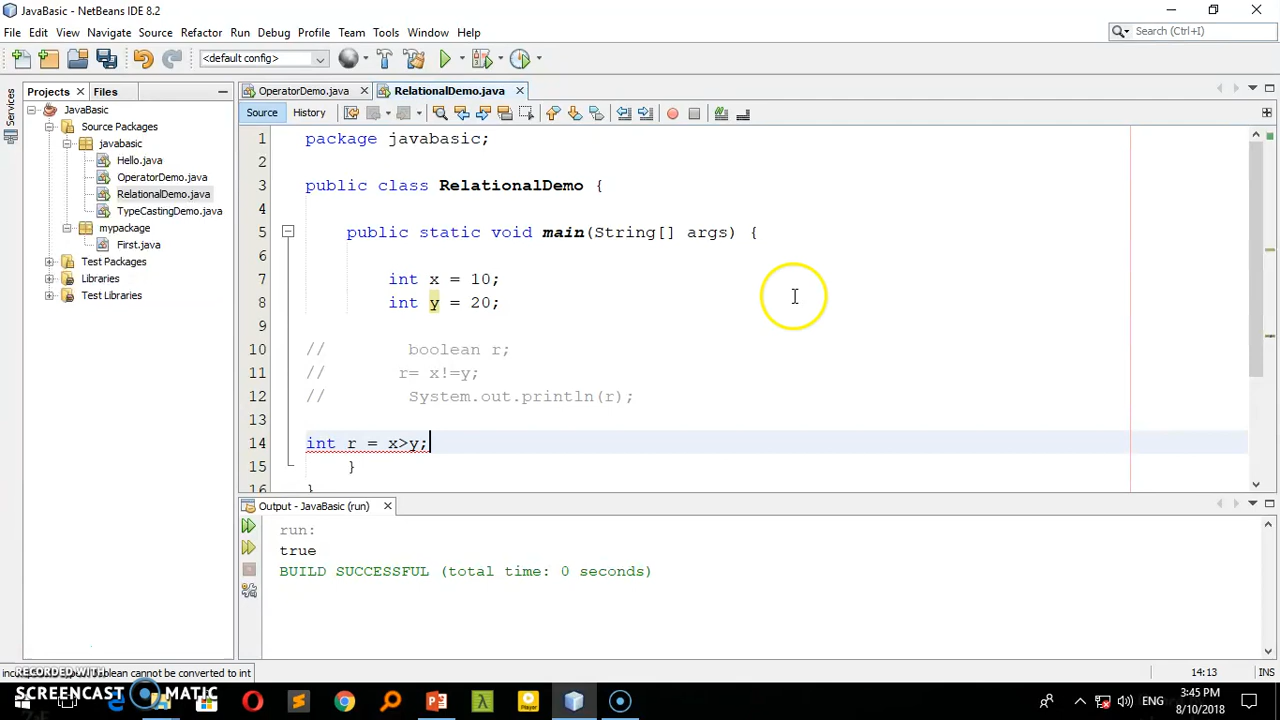 JavaBasic - NetBeans IDE 8.2
File Edit View Navigate Source Refactor Run Debug Profile Team Tools Window Help
Search (Ctrl+I)
<default config>
Projects Files
OperatorDemo.java RelationalDemo.java
Services
Source History
JavaBasic
Source Packages
javabasic
Hello.java
OperatorDemo.java
RelationalDemo.java
TypeCastingDemo.java
mypackage
First.java
Test Packages
Libraries
Test Libraries
1 package javabasic;
2
3 public class RelationalDemo {
4
5 public static void main(String[] args) {
6
7 int x = 10;
8 int y = 20;
9
10 // boolean r;
11 // r= x!=y;
12 // System.out.println(r);
13
14 int r = x>y;
15 }
16 }
Output - JavaBasic (run)
run:
true
BUILD SUCCESSFUL (total time: 0 seconds)
cannot be converted to int
14:13 INS
RECORDED WITH
SCREENCAST MATIC
ENG
3:45 PM
8/10/2018